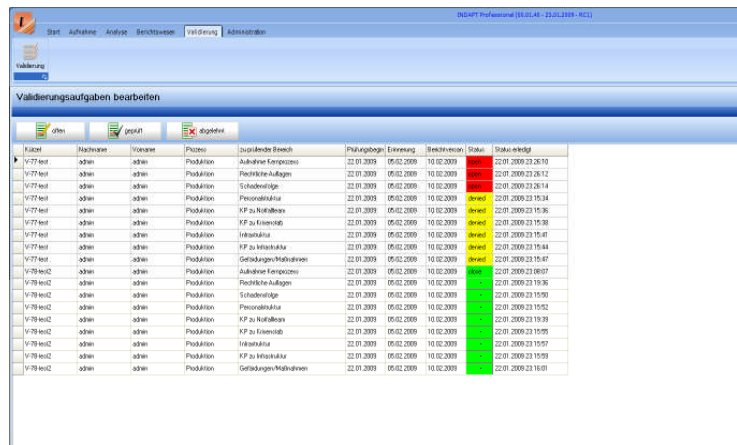 INDAPT Professional (00.01.40 - 23.01.2009 - RC1)
Start Aufnahme Analyse Berichtswesen Validierung Administration
Validierung
Validierungsaufgaben bearbeiten
offen geprüft abgelehnt
Kürzel Nachname Vorname Prozess zu prüfender Bereich Prüfungsbegin Erinnerung Berichtsversan Status Status erledigt
V-77-test admin admin Produktion Aufnahme Kernprozess 22.01.2009 05.02.2009 10.02.2009 open 22.01.2009 23:26:10
V-77-test admin admin Produktion Rechtliche Auflagen 22.01.2009 05.02.2009 10.02.2009 open 22.01.2009 23:26:12
V-77-test admin admin Produktion Schadensfolge 22.01.2009 05.02.2009 10.02.2009 open 22.01.2009 23:26:14
V-77-test admin admin Produktion Personalstruktur 22.01.2009 05.02.2009 10.02.2009 denied 22.01.2009 23:15:34
V-77-test admin admin Produktion KP zu Notfallteam 22.01.2009 05.02.2009 10.02.2009 denied 22.01.2009 23:15:36
V-77-test admin admin Produktion KP zu Krisenstab 22.01.2009 05.02.2009 10.02.2009 denied 22.01.2009 23:15:38
V-77-test admin admin Produktion Infrastruktur 22.01.2009 05.02.2009 10.02.2009 denied 22.01.2009 23:15:41
V-77-test admin admin Produktion KP zu Infrastruktur 22.01.2009 05.02.2009 10.02.2009 denied 22.01.2009 23:15:44
V-77-test admin admin Produktion Gefärdungen/Maßnahmen 22.01.2009 05.02.2009 10.02.2009 denied 22.01.2009 23:15:47
V-78-test2 admin admin Produktion Aufnahme Kernprozess 22.01.2009 05.02.2009 10.02.2009 close 22.01.2009 23:08:07
V-78-test2 admin admin Produktion Rechtliche Auflagen 22.01.2009 05.02.2009 10.02.2009 - 22.01.2009 23:19:36
V-78-test2 admin admin Produktion Schadensfolge 22.01.2009 05.02.2009 10.02.2009 - 22.01.2009 23:15:50
V-78-test2 admin admin Produktion Personalstruktur 22.01.2009 05.02.2009 10.02.2009 - 22.01.2009 23:15:52
V-78-test2 admin admin Produktion KP zu Notfallteam 22.01.2009 05.02.2009 10.02.2009 - 22.01.2009 23:19:39
V-78-test2 admin admin Produktion KP zu Krisenstab 22.01.2009 05.02.2009 10.02.2009 - 22.01.2009 23:15:55
V-78-test2 admin admin Produktion Infrastruktur 22.01.2009 05.02.2009 10.02.2009 - 22.01.2009 23:15:57
V-78-test2 admin admin Produktion KP zu Infrastruktur 22.01.2009 05.02.2009 10.02.2009 - 22.01.2009 23:15:59
V-78-test2 admin admin Produktion Gefärdungen/Maßnahmen 22.01.2009 05.02.2009 10.02.2009 - 22.01.2009 23:16:01